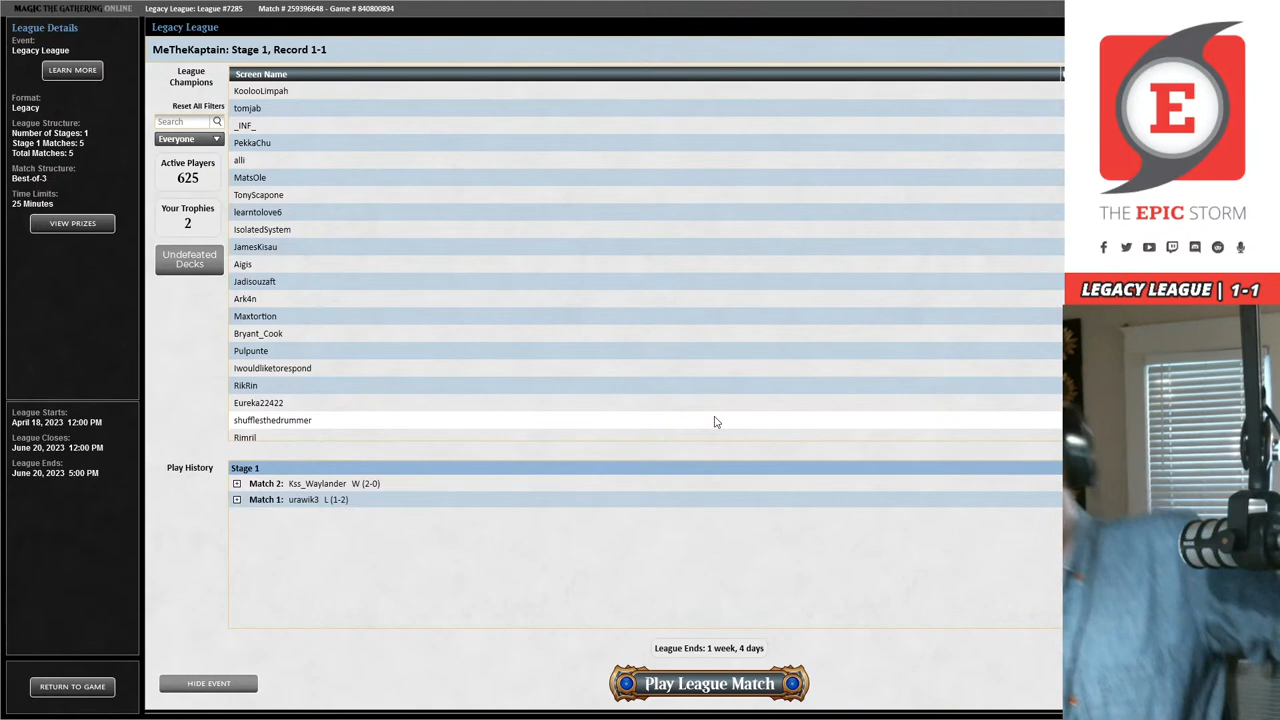 MAGIC THE GATHERING ONLINE
Legacy League: League #7285
Match # 259396648 - Game # 840800894
League Details
Event:
Legacy League
LEARN MORE
Format:
Legacy
League Structure:
Number of Stages: 1
Stage 1 Matches: 5
Total Matches: 5
Match Structure:
Best-of-3
Time Limits:
25 Minutes
VIEW PRIZES
League Starts:
April 18, 2023 12:00 PM
League Closes:
June 20, 2023 12:00 PM
League Ends:
June 20, 2023 5:00 PM
RETURN TO GAME
Legacy League
MeTheKaptain: Stage 1, Record 1-1
League
Champions
Reset All Filters
Search
Everyone
Active Players
625
Your Trophies
2
Undefeated
Decks
Screen Name
KoolooLimpah
tomjab
_INF_
PekkaChu
alli
MatsOle
TonyScapone
learntolove6
IsolatedSystem
JamesKisau
Aigis
Jadisouzaft
Ark4n
Maxtortion
Bryant_Cook
Pulpunte
Iwouldliketorespond
RikRin
Eureka22422
shufflesthedrummer
Rimril
Play History
Stage 1
Match 2: Kss_Waylander W (2-0)
Match 1: urawik3 L (1-2)
League Ends: 1 week, 4 days
HIDE EVENT
Play League Match
E
THE EPIC STORM
LEGACY LEAGUE | 1-1